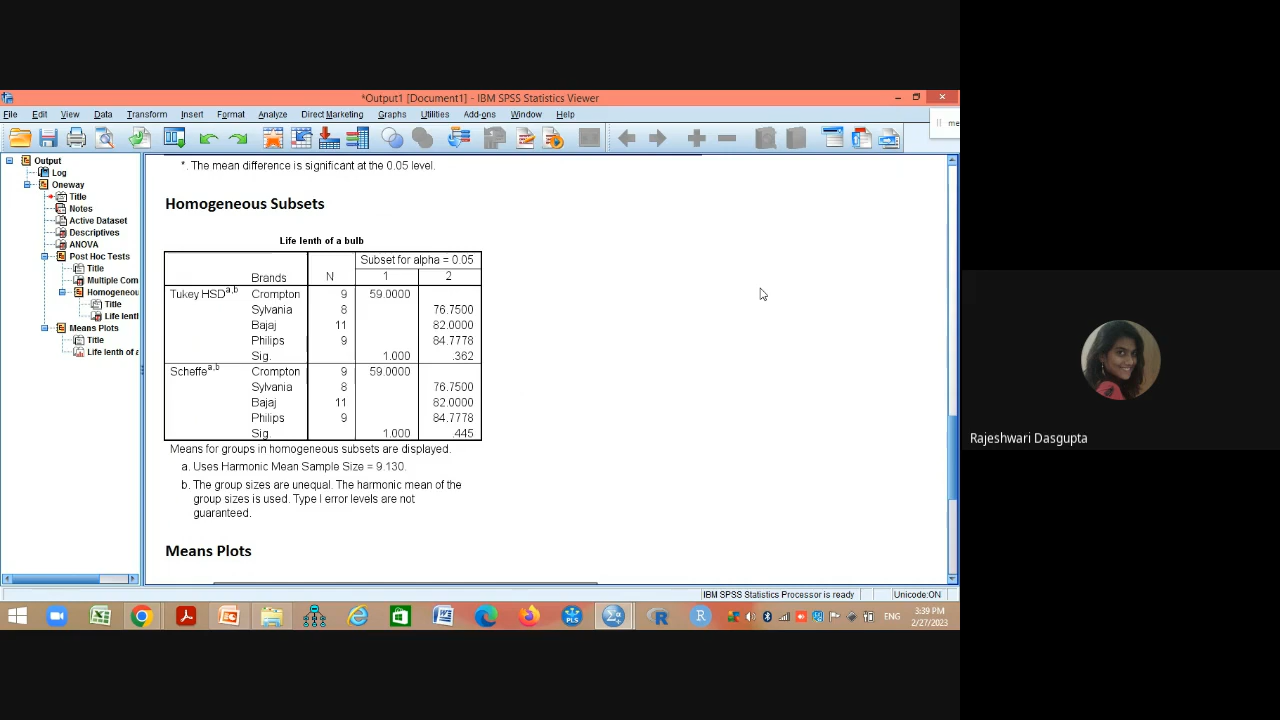 *Output1 [Document1] - IBM SPSS Statistics Viewer
File Edit View Data Transform Insert Format Analyze Direct Marketing Graphs Utilities Add-ons Window Help
Output
Log
Oneway
Title
Notes
Active Dataset
Descriptives
ANOVA
Post Hoc Tests
Title
Multiple Com
Homogeneou
Title
Life lentl
Means Plots
Title
Life lenth of a
*. The mean difference is significant at the 0.05 level.
Homogeneous Subsets
Life lenth of a bulb
Subset for alpha = 0.05
Brands N 1 2
Tukey HSDa,b Crompton 9 59.0000
Sylvania 8 76.7500
Bajaj 11 82.0000
Philips 9 84.7778
Sig. 1.000 .362
Scheffea,b Crompton 9 59.0000
Sylvania 8 76.7500
Bajaj 11 82.0000
Philips 9 84.7778
Sig. 1.000 .445
Means for groups in homogeneous subsets are displayed.
a. Uses Harmonic Mean Sample Size = 9.130.
b. The group sizes are unequal. The harmonic mean of the
group sizes is used. Type I error levels are not
guaranteed.
Means Plots
IBM SPSS Statistics Processor is ready Unicode:ON
ENG
3:39 PM
2/27/2023
PLS
me
Rajeshwari Dasgupta